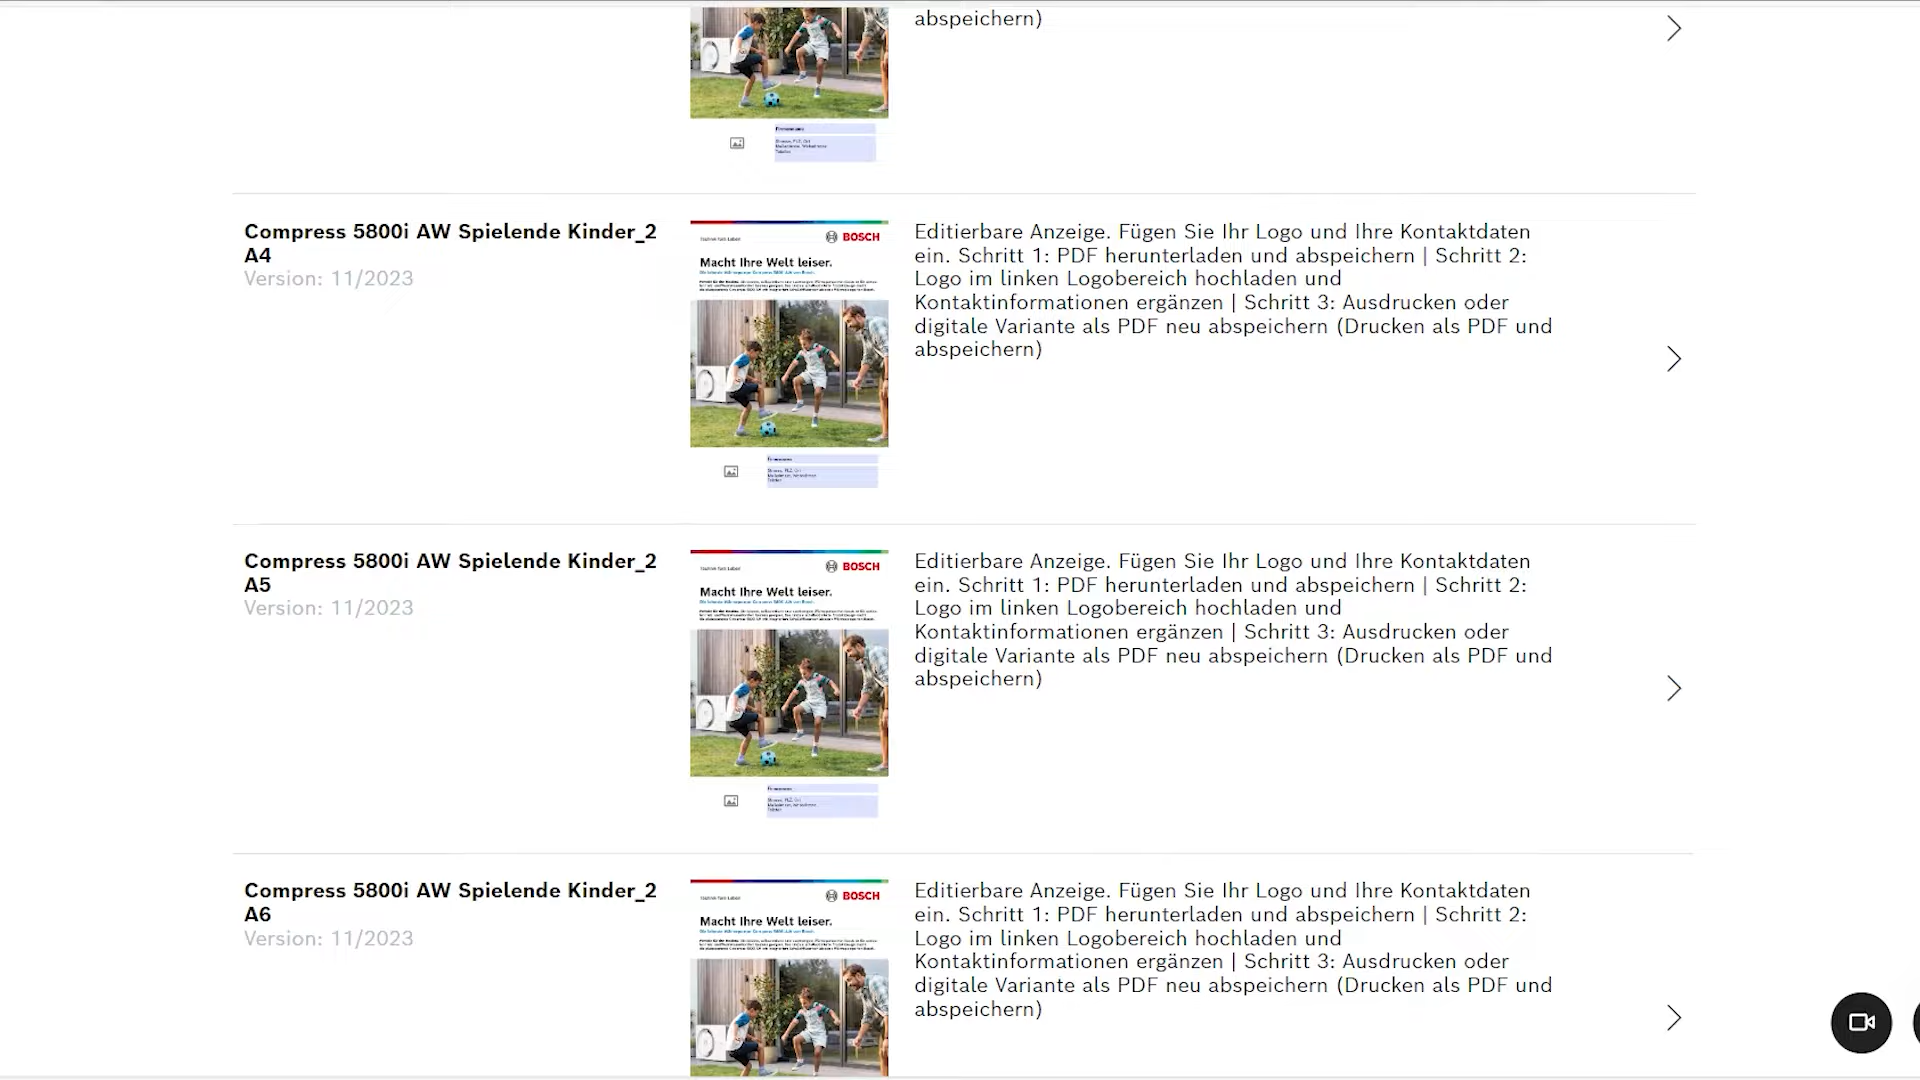 abspeichern)
Compress 5800i AW Spielende Kinder_2
A4
Version: 11/2023
BOSCH
Macht Ihre Welt leiser.
Editierbare Anzeige. Fügen Sie Ihr Logo und Ihre Kontaktdaten
ein. Schritt 1: PDF herunterladen und abspeichern | Schritt 2:
Logo im linken Logobereich hochladen und
Kontaktinformationen ergänzen | Schritt 3: Ausdrucken oder
digitale Variante als PDF neu abspeichern (Drucken als PDF und
abspeichern)
Compress 5800i AW Spielende Kinder_2
A5
Version: 11/2023
BOSCH
Macht Ihre Welt leiser.
Editierbare Anzeige. Fügen Sie Ihr Logo und Ihre Kontaktdaten
ein. Schritt 1: PDF herunterladen und abspeichern | Schritt 2:
Logo im linken Logobereich hochladen und
Kontaktinformationen ergänzen | Schritt 3: Ausdrucken oder
digitale Variante als PDF neu abspeichern (Drucken als PDF und
abspeichern)
Compress 5800i AW Spielende Kinder_2
A6
Version: 11/2023
BOSCH
Macht Ihre Welt leiser.
Editierbare Anzeige. Fügen Sie Ihr Logo und Ihre Kontaktdaten
ein. Schritt 1: PDF herunterladen und abspeichern | Schritt 2:
Logo im linken Logobereich hochladen und
Kontaktinformationen ergänzen | Schritt 3: Ausdrucken oder
digitale Variante als PDF neu abspeichern (Drucken als PDF und
abspeichern)